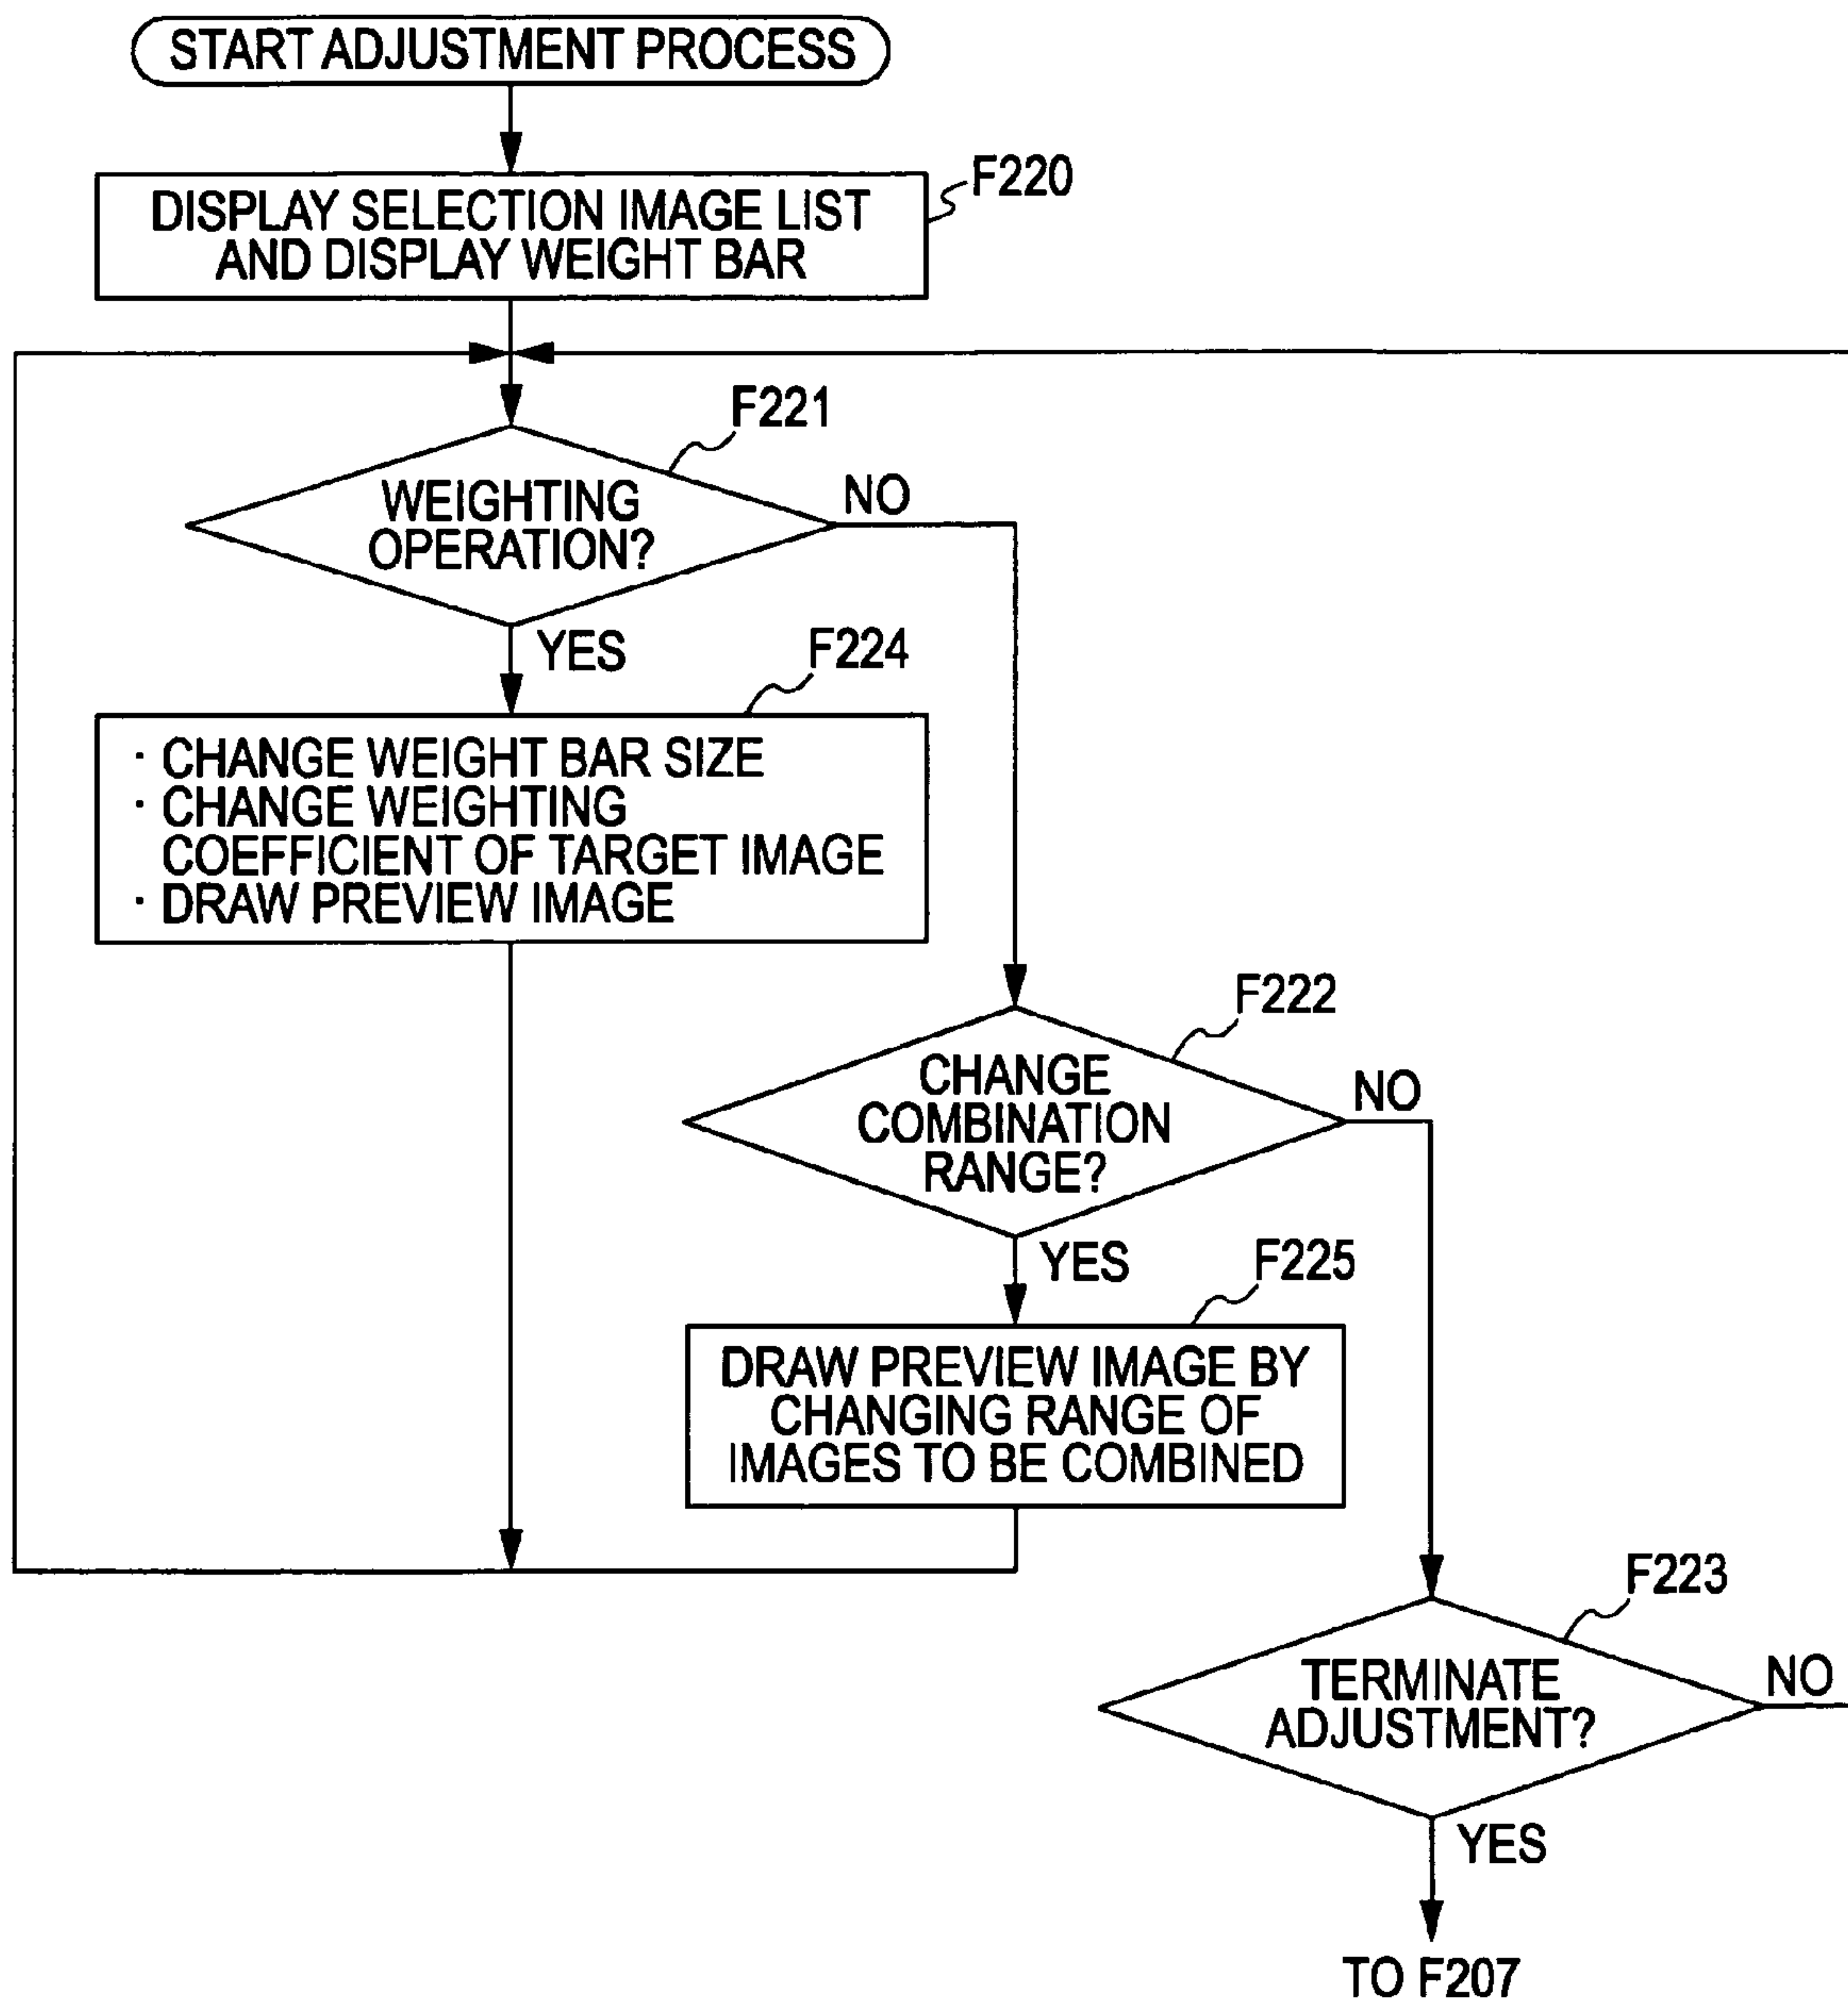 START ADJUSTMENT PROCESS
F220
DISPLAY SELECTION IMAGE LIST
AND DISPLAY WEIGHT BAR
F221
WEIGHTING
OPERATION?
NO
YES
F224
· CHANGE WEIGHT BAR SIZE
· CHANGE WEIGHTING
COEFFICIENT OF TARGET IMAGE
· DRAW PREVIEW IMAGE
F222
CHANGE
COMBINATION
RANGE?
NO
YES
F225
DRAW PREVIEW IMAGE BY
CHANGING RANGE OF
IMAGES TO BE COMBINED
F223
TERMINATE
ADJUSTMENT?
NO
YES
TO F207